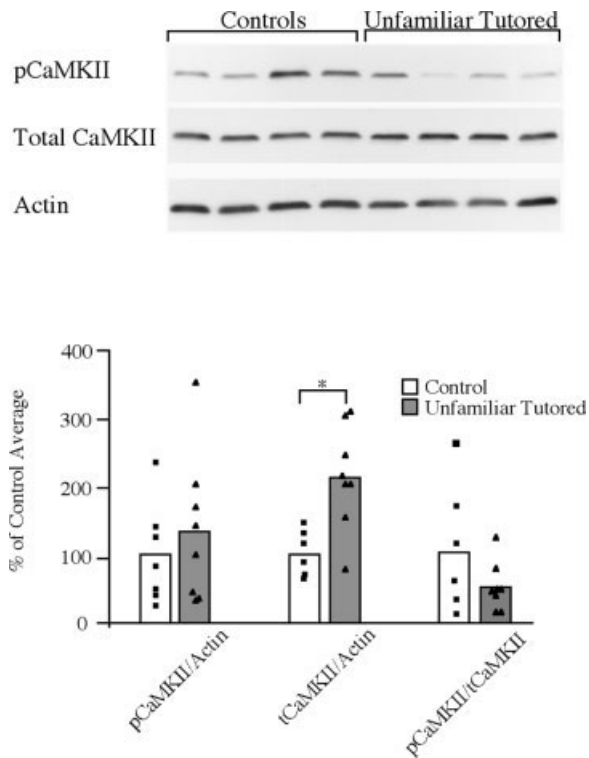 Controls Unfamiliar Tutored
pCaMKII
Total CaMKII
Actin
% of Control Average
400
300
200
100
0
*
Control
Unfamiliar Tutored
pCaMKII/Actin
tCaMKII/Actin
pCaMKII/tCaMKII